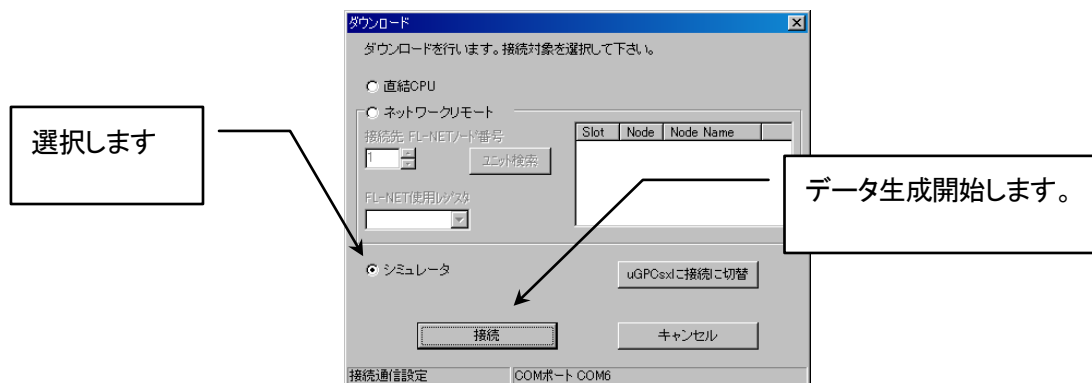 ダウンロード
ダウンロードを行います。接続対象を選択して下さい。
直結CPU
ネットワークリモート
接続先 FL-NETノード番号
1
ユニット検索
Slot Node Node Name
FL-NET使用レジスタ
シミュレータ
uGPCsxに接続に切替
接続
キャンセル
接続通信設定
COMポート COM6
選択します
データ生成開始します。